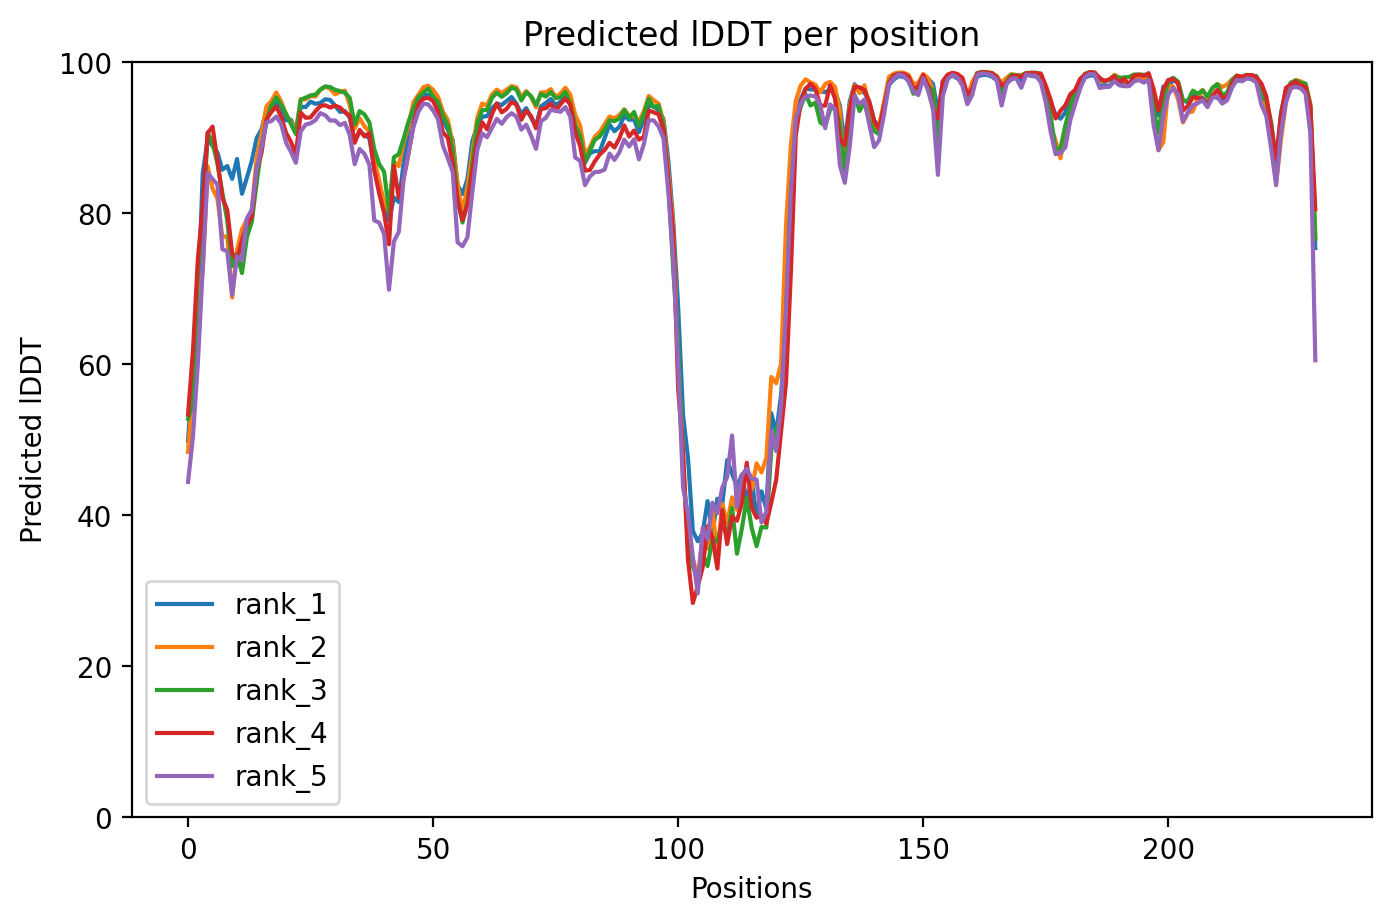 Predicted lDDT per position
100
80
60
40
20
0
Predicted lDDT
rank_1
rank_2
rank_3
rank_4
rank_5
0 50 100 150 200
Positions